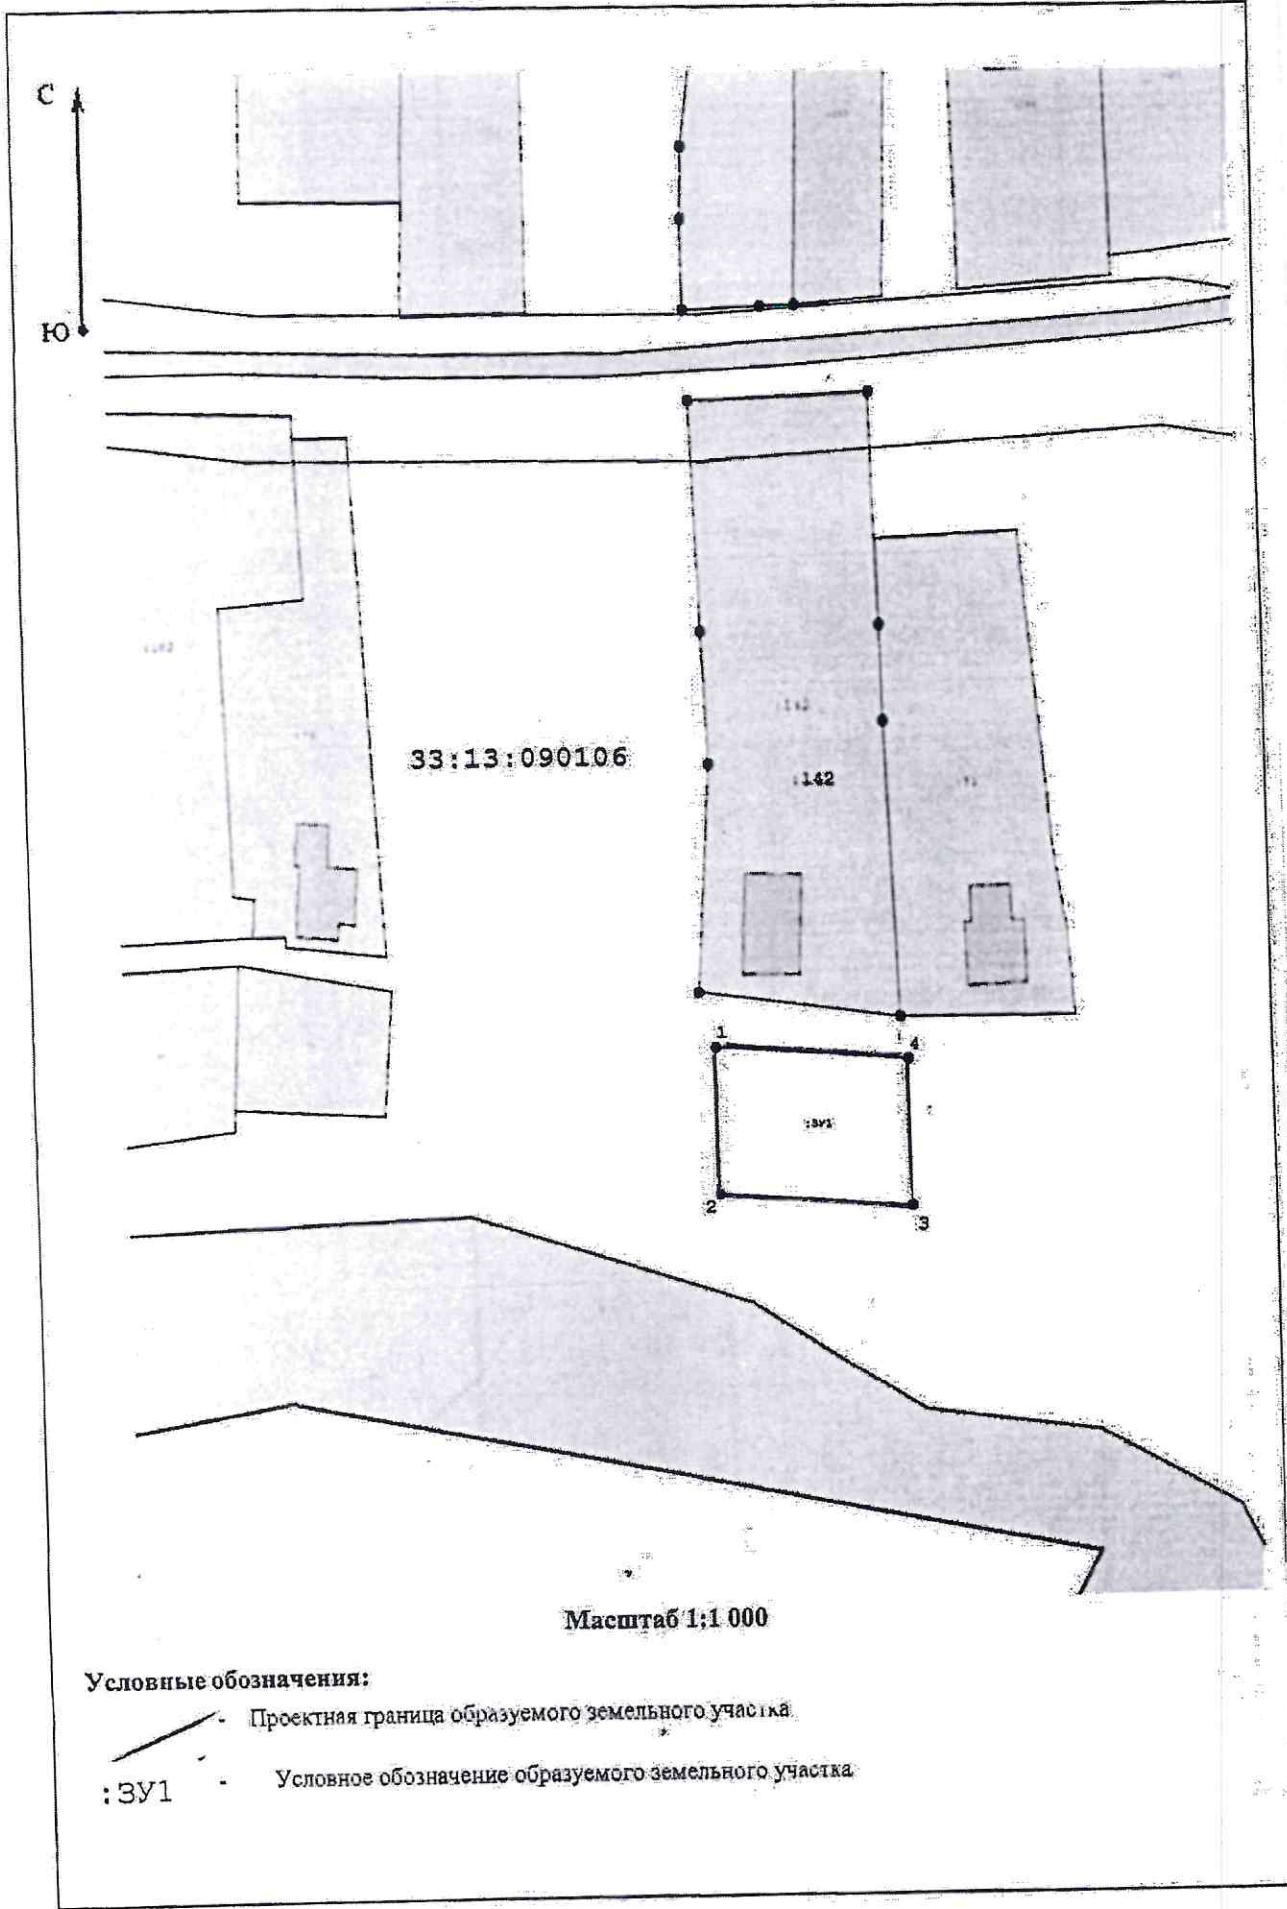 С
Ю
33:13:090106
:142
1
4
:ЗУ1
2
3
Масштаб 1:1 000
Условные обозначения:
- Проектная граница образуемого земельного участка
:ЗУ1 - Условное обозначение образуемого земельного участка